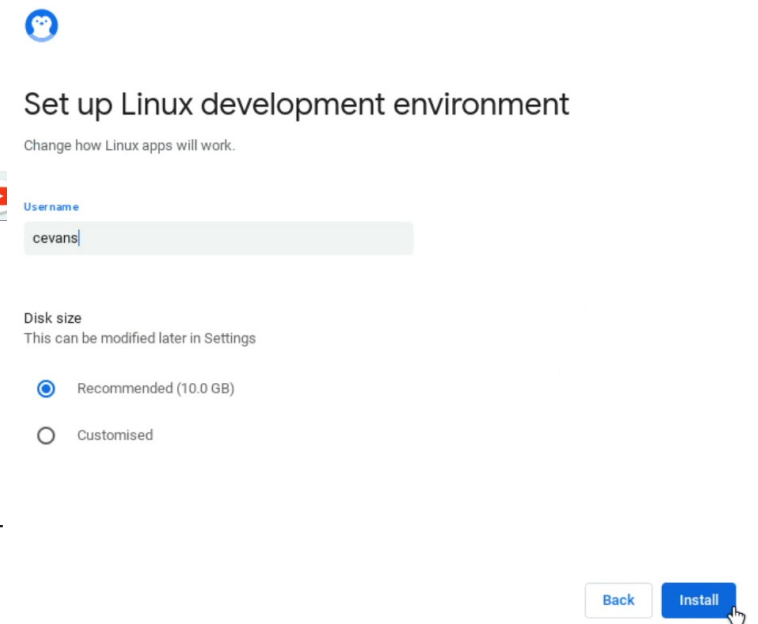 Set up Linux development environment
Change how Linux apps will work.
Username
cevans
Disk size
This can be modified later in Settings
Recommended (10.0 GB)
Customised
Back
Install